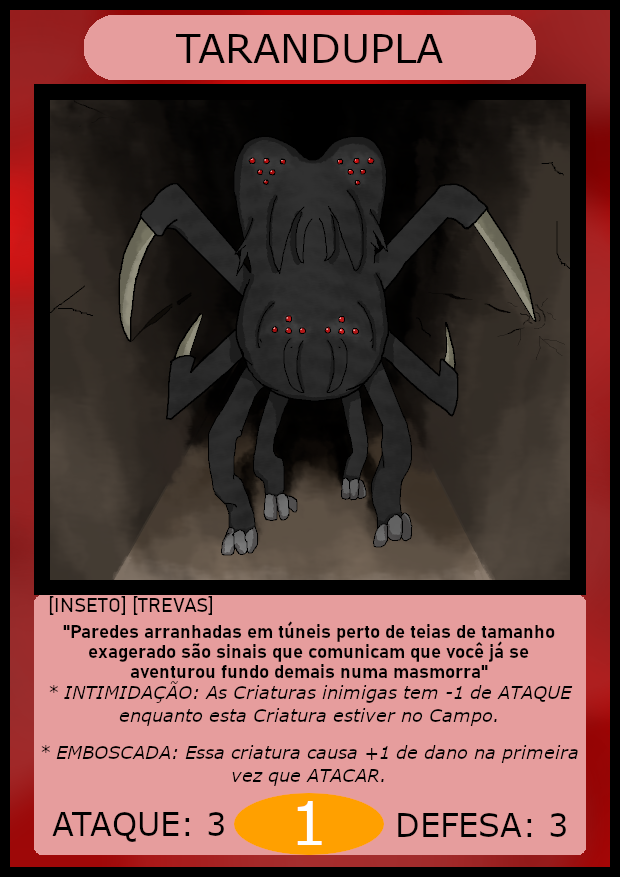 TARANDUPLA
[INSETO] [TREVAS]
"Paredes arranhadas em túneis perto de teias de tamanho
exagerado são sinais que comunicam que você já se
aventurou fundo demais numa masmorra"
* INTIMIDAÇÃO: As Criaturas inimigas tem -1 de ATAQUE
enquanto esta Criatura estiver no Campo.
* EMBOSCADA: Essa criatura causa +1 de dano na primeira
vez que ATACAR.
ATAQUE: 3 1 DEFESA: 3